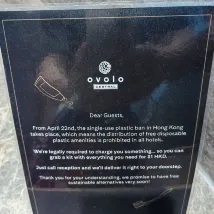 ovolo
CENTRAL
Dear Guests,
From April 22nd, the single-use plastic ban in Hong Kong
takes place, which means the distribution of free disposable
plastic amenities is prohibited in all hotels.
We're legally required to charge you something... so you can
grab a kit with everything you need for $1 HKD.
Just call reception and we'll deliver it right to your doorstep.
Thank you for your understanding, we promise to have free
sustainable alternatives very soon!